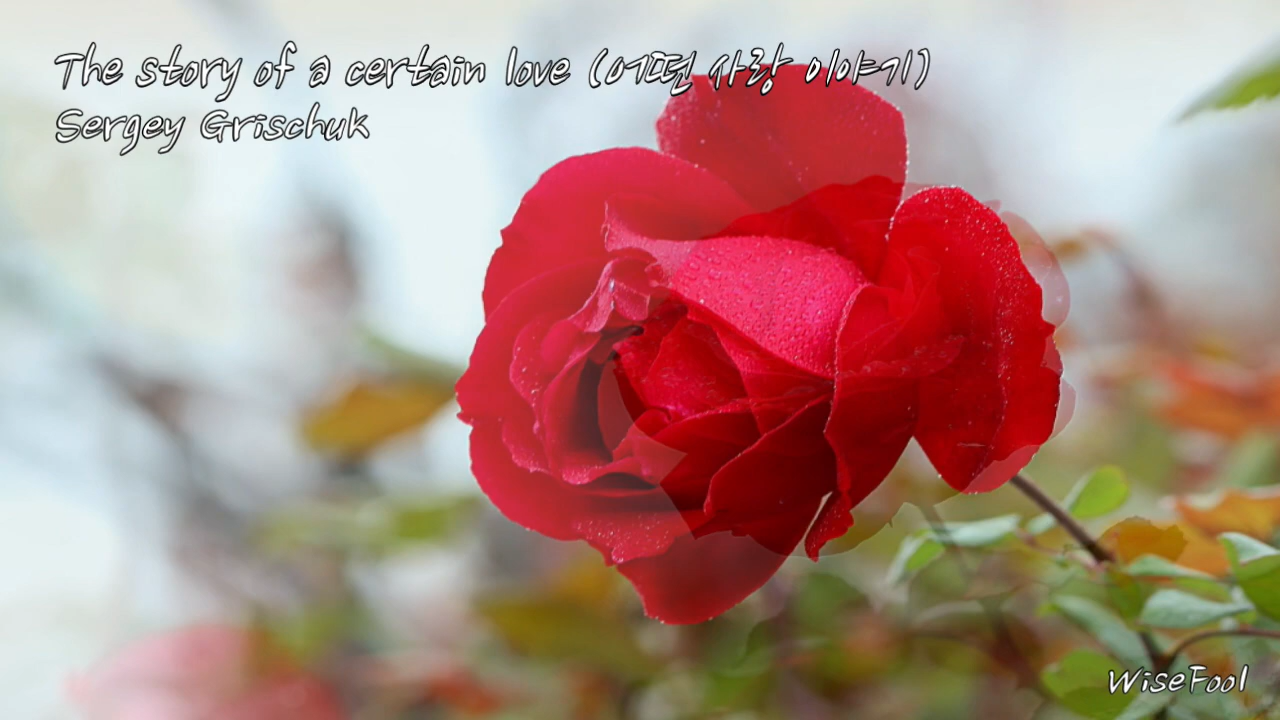 The story of a certain love (어떤 사랑 이야기)
Sergey Grischuk
WiseFool